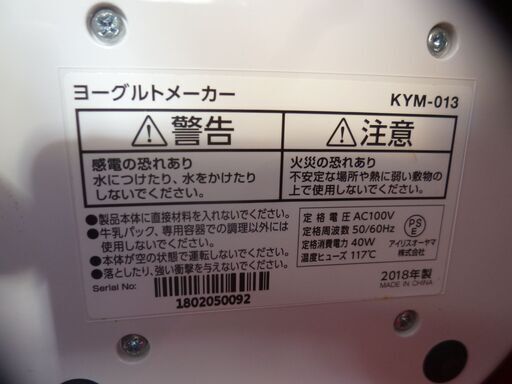 ヨーグルトメーカー
KYM-013
警告
感電の恐れあり
水につけたり、水をかけたり
しないでください。
注意
火災の恐れあり
不安定な場所や熱に弱い敷物の
上で使用しないでください。
●製品本体に直接材料を入れないでください。
●牛乳パック、専用容器での調理以外には
使用しないでください。
●本体が空の状態で運転しないでください。
●落としたり、強い衝撃を与えないでください。
Serial No:
1802050092
定格電圧 AC100V
定格周波数 50/60Hz
定格消費電力 40W
温度ヒューズ 117℃
PS
E
アイリスオーヤマ
株式会社
2018年製
MADE IN CHINA